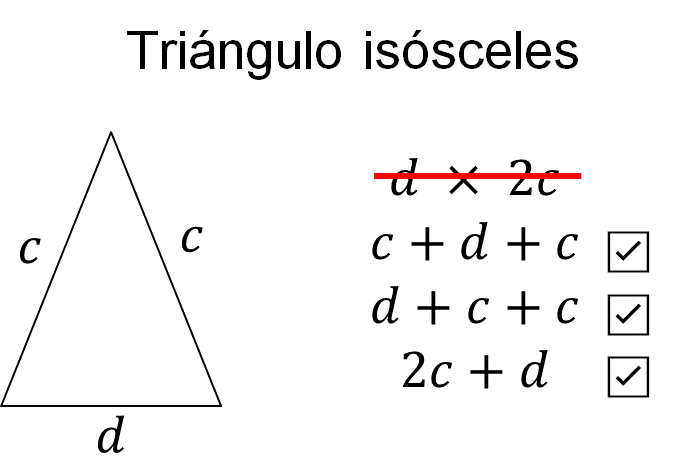 Triángulo isósceles
c
c
d
d × 2c
c + d + c
d + c + c
2c + d